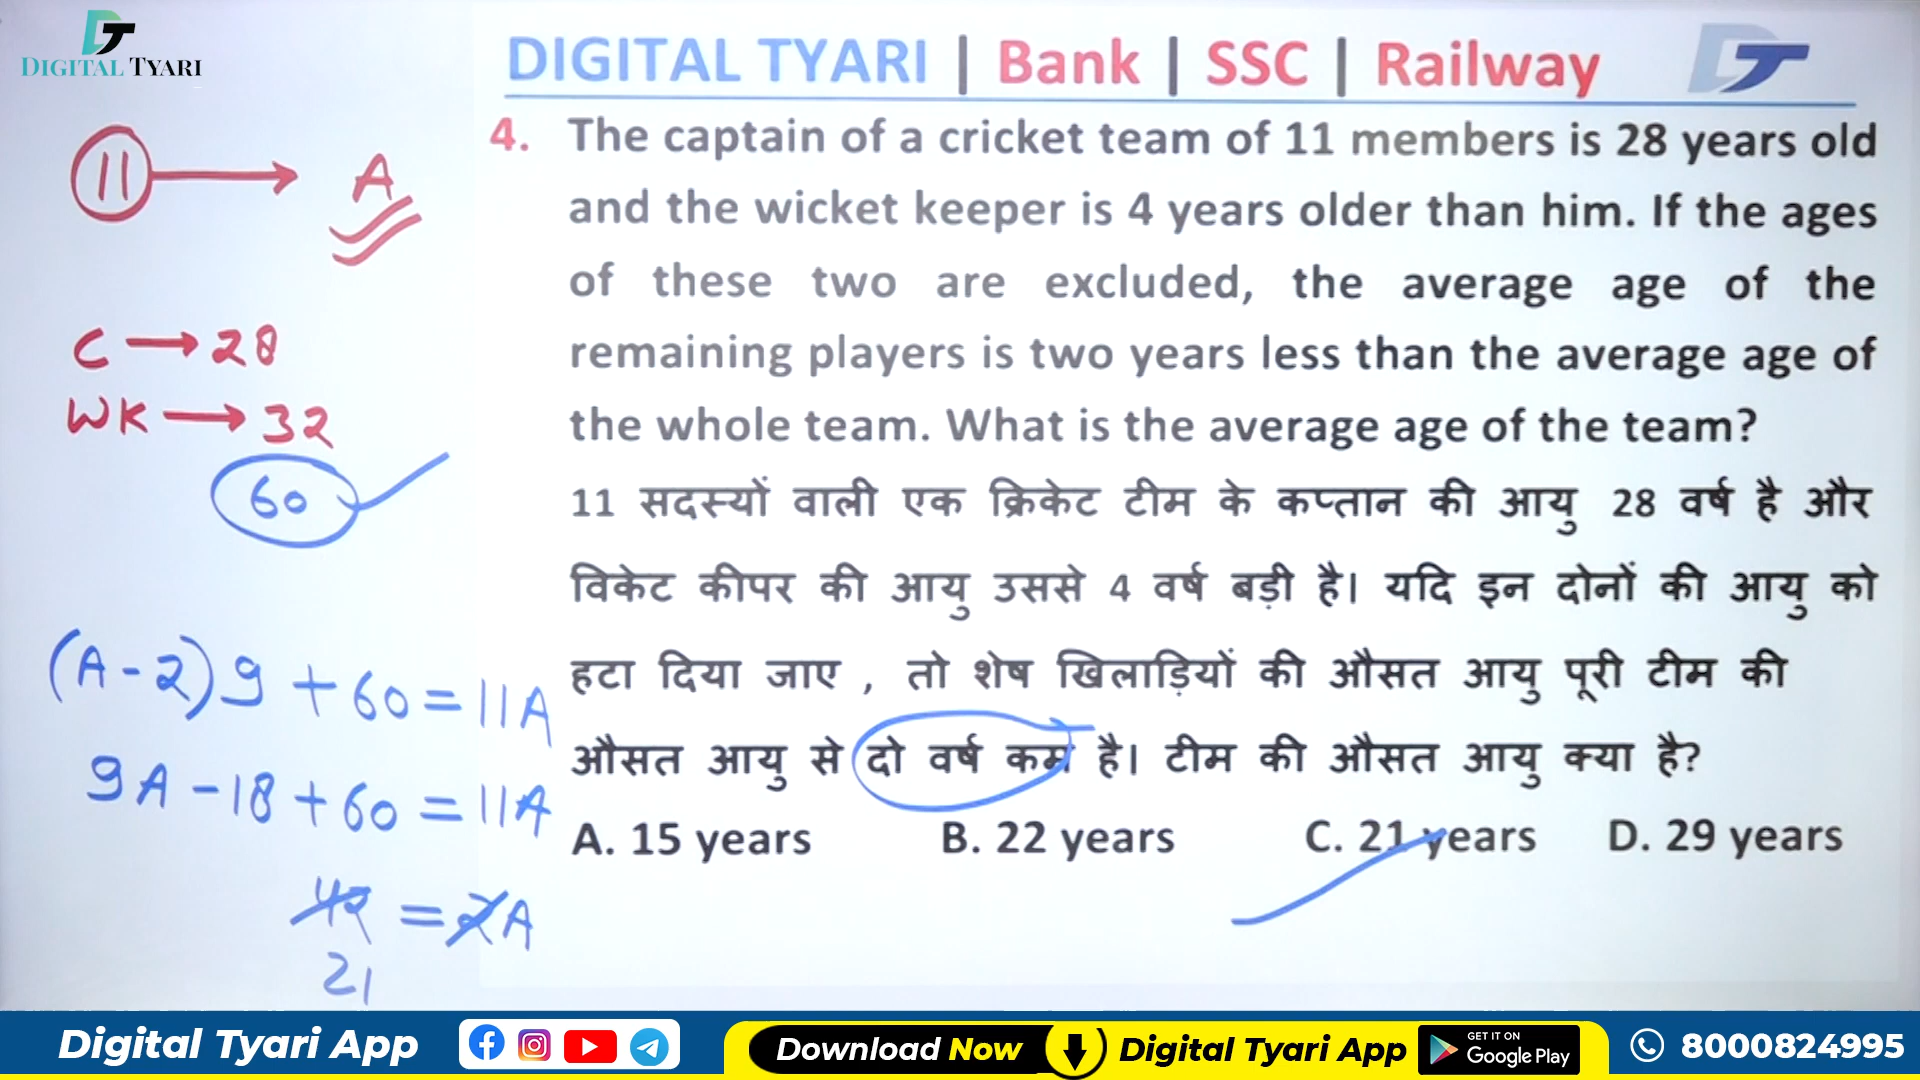 DIGITAL TYARI
DIGITAL TYARI | Bank | SSC | Railway
4. The captain of a cricket team of 11 members is 28 years old
and the wicket keeper is 4 years older than him. If the ages
of these two are excluded, the average age of the
remaining players is two years less than the average age of
the whole team. What is the average age of the team?
11 सदस्यों वाली एक क्रिकेट टीम के कप्तान की आयु 28 वर्ष है और
विकेट कीपर की आयु उससे 4 वर्ष बड़ी है। यदि इन दोनों की आयु को
हटा दिया जाए , तो शेष खिलाड़ियों की औसत आयु पूरी टीम की
औसत आयु से दो वर्ष कम है। टीम की औसत आयु क्या है?
A. 15 years B. 22 years C. 21 years D. 29 years
11 → A
C → 28
WK → 32
60
(A-2)9 + 60 = 11A
9A - 18 + 60 = 11A
42 = 2A
21
Digital Tyari App
Download Now
Digital Tyari App
GET IT ON
Google Play
8000824995